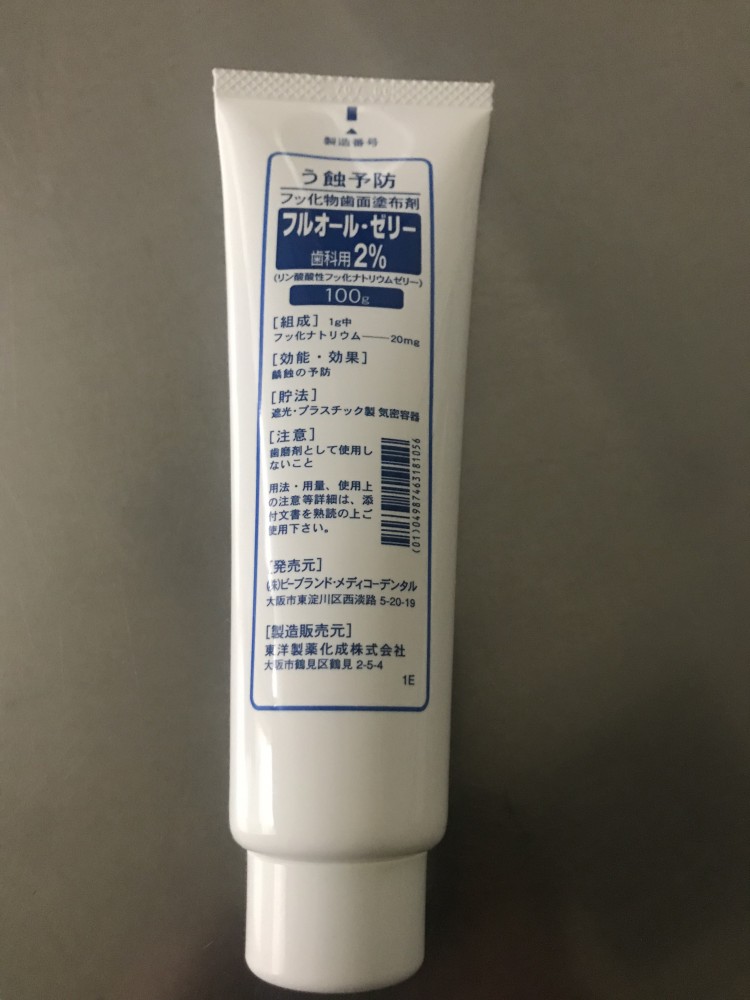 製造番号
う蝕予防
フッ化物歯面塗布剤
フルオール・ゼリー
歯科用2%
(リン酸酸性フッ化ナトリウムゼリー)
100g
[組成] 1g中
フッ化ナトリウム——20mg
[効能・効果]
齲蝕の予防
[貯法]
遮光・プラスチック製 気密容器
[注意]
歯磨剤として使用し
ないこと
用法・用量、使用上
の注意等詳細は、添
付文書を熟読の上ご
使用下さい。
(01)04987463181056
[発売元]
(株)ビーブランド・メディコーデンタル
大阪市東淀川区西淡路 5-20-19
[製造販売元]
東洋製薬化成株式会社
大阪市鶴見区鶴見 2-5-4
1E